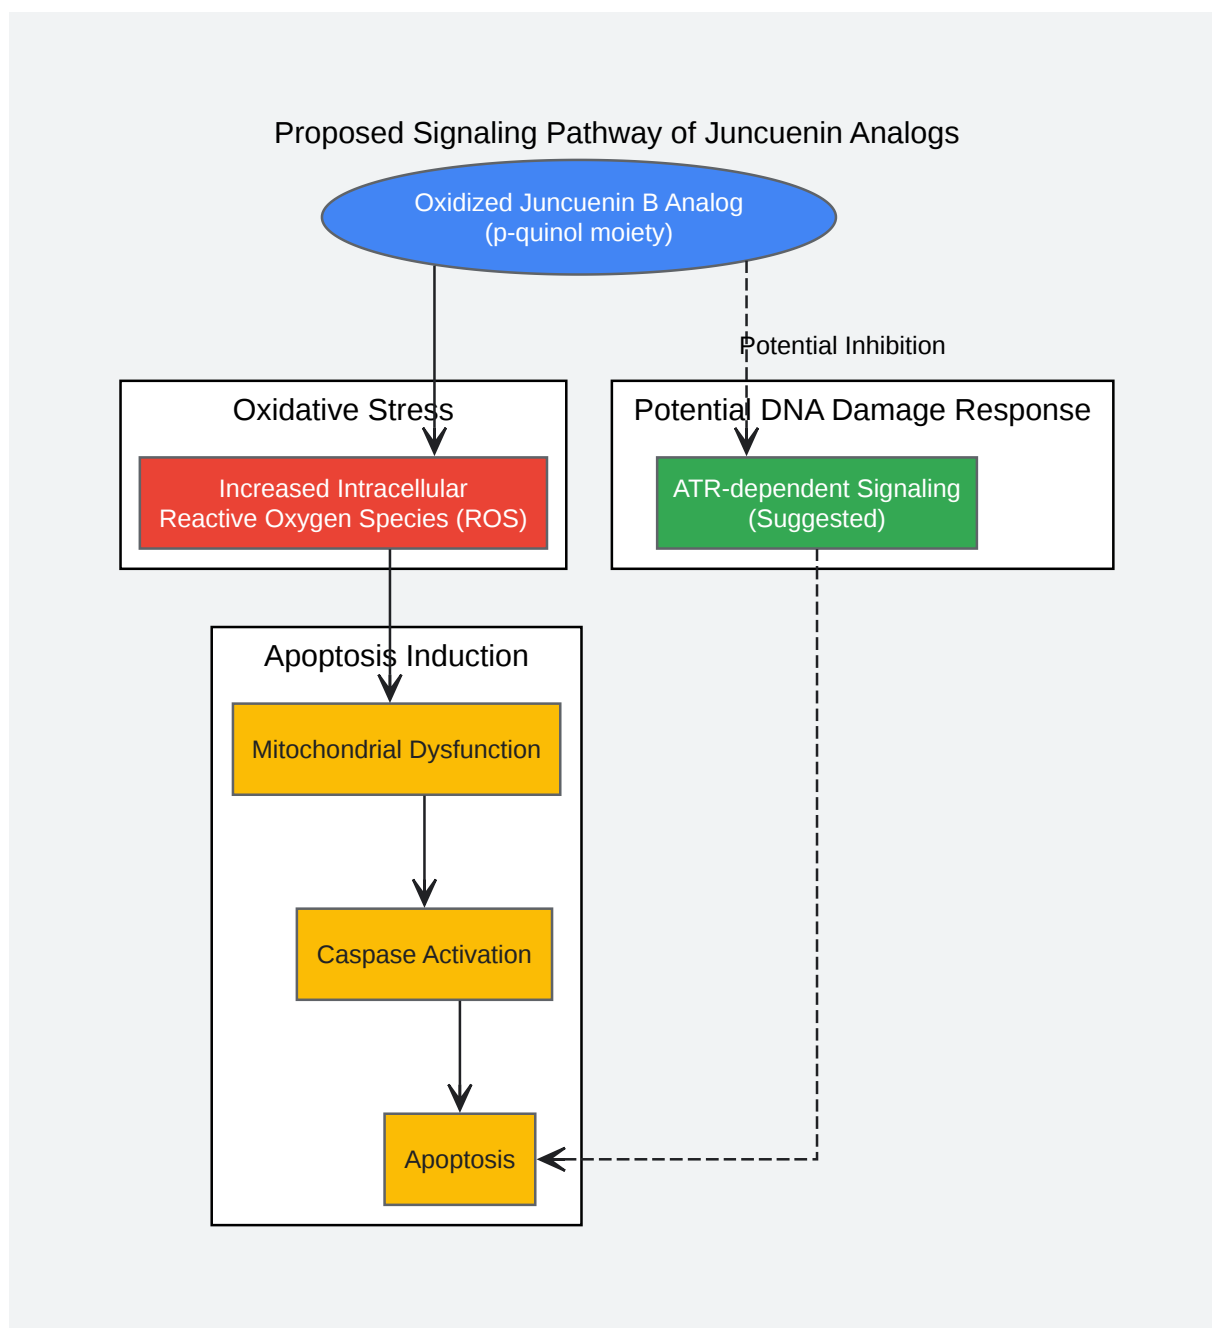 Proposed Signaling Pathway of Juncuenin Analogs
Oxidized Juncuenin B Analog
(p-quinol moiety)
Potential Inhibition
Oxidative Stress
Increased Intracellular
Reactive Oxygen Species (ROS)
Potential DNA Damage Response
ATR-dependent Signaling
(Suggested)
Apoptosis Induction
Mitochondrial Dysfunction
Caspase Activation
Apoptosis